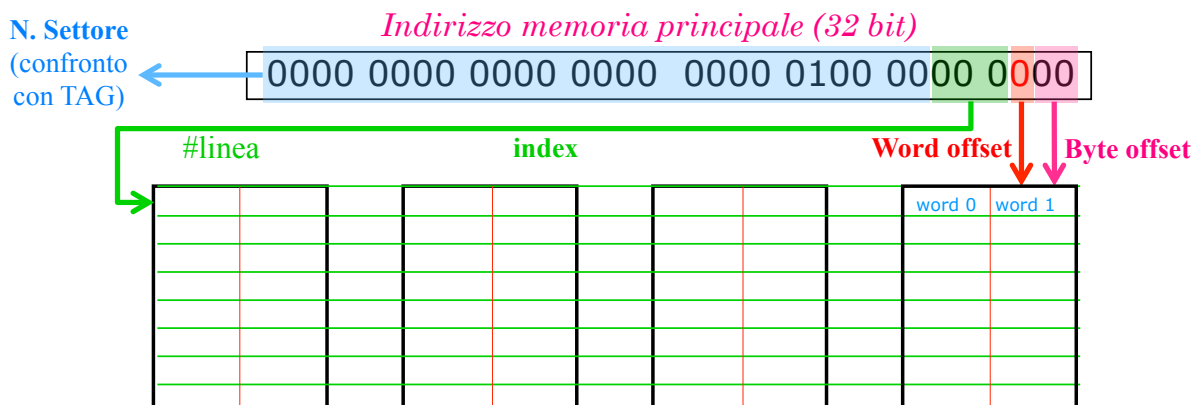 Indirizzo memoria principale (32 bit)
N. Settore
(confronto
con TAG)
0000 0000 0000 0000 0000 0100 0000 0000
#linea
index
Word offset
Byte offset
word 0
word 1